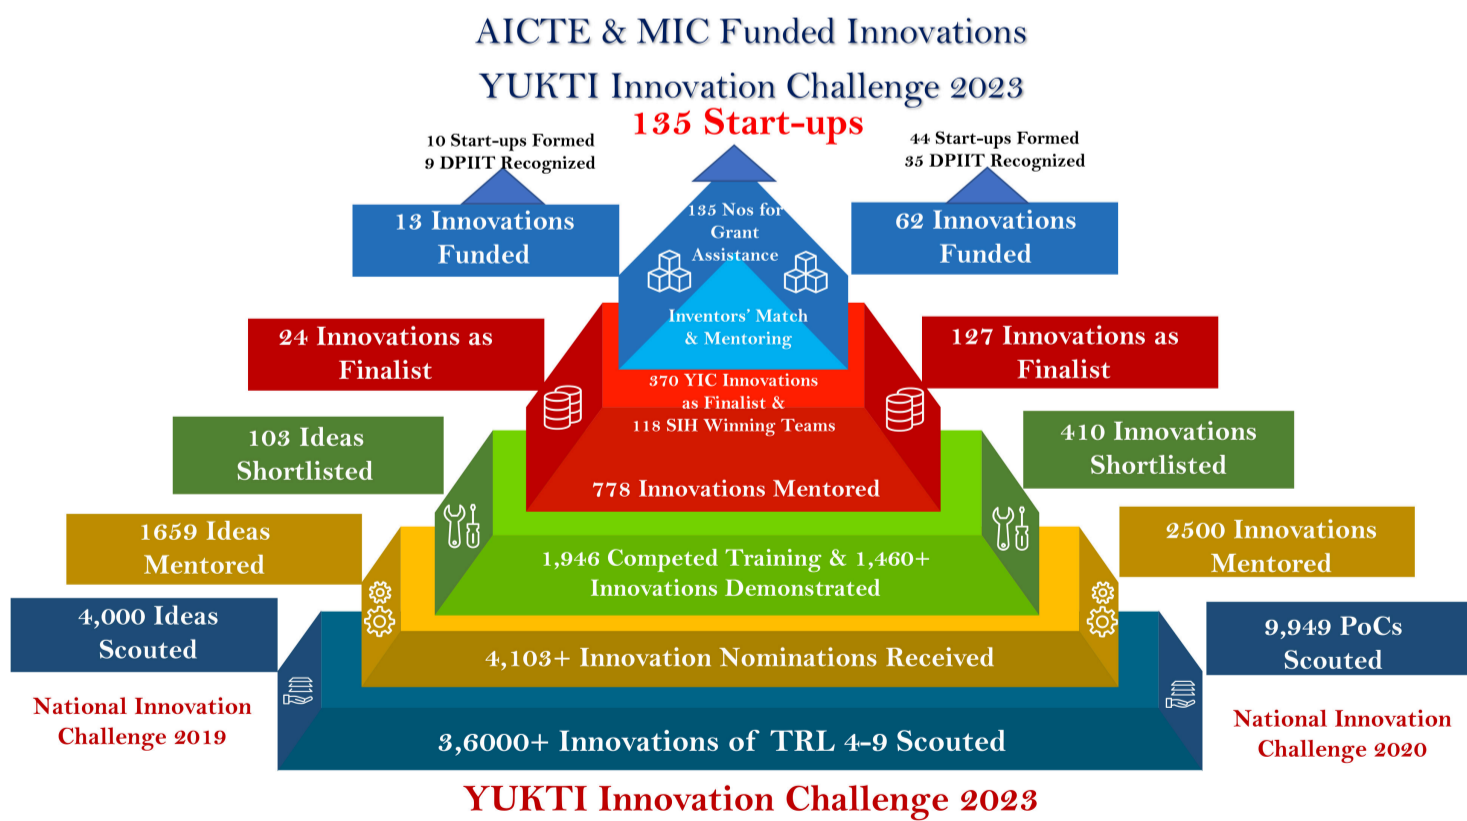 AICTE & MIC Funded Innovations
YUKTI Innovation Challenge 2023
135 Start-ups
10 Start-ups Formed
9 DPIIT Recognized
44 Start-ups Formed
35 DPIIT Recognized
13 Innovations
Funded
135 Nos for
Grant
Assistance
62 Innovations
Funded
Inventors’ Match
& Mentoring
24 Innovations as
Finalist
127 Innovations as
Finalist
370 YIC Innovations
as Finalist &
118 SIH Winning Teams
778 Innovations Mentored
103 Ideas
Shortlisted
410 Innovations
Shortlisted
1,946 Competed Training & 1,460+
Innovations Demonstrated
1659 Ideas
Mentored
2500 Innovations
Mentored
4,103+ Innovation Nominations Received
4,000 Ideas
Scouted
9,949 PoCs
Scouted
National Innovation
Challenge 2019
3,6000+ Innovations of TRL 4-9 Scouted
National Innovation
Challenge 2020
YUKTI Innovation Challenge 2023